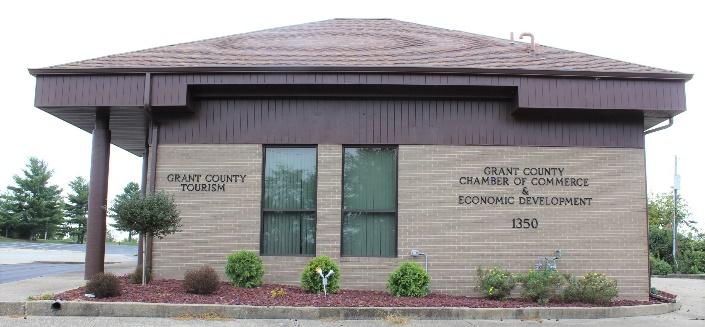 GRANT COUNTY
TOURISM
GRANT COUNTY
CHAMBER OF COMMERCE
&
ECONOMIC DEVELOPMENT
1350